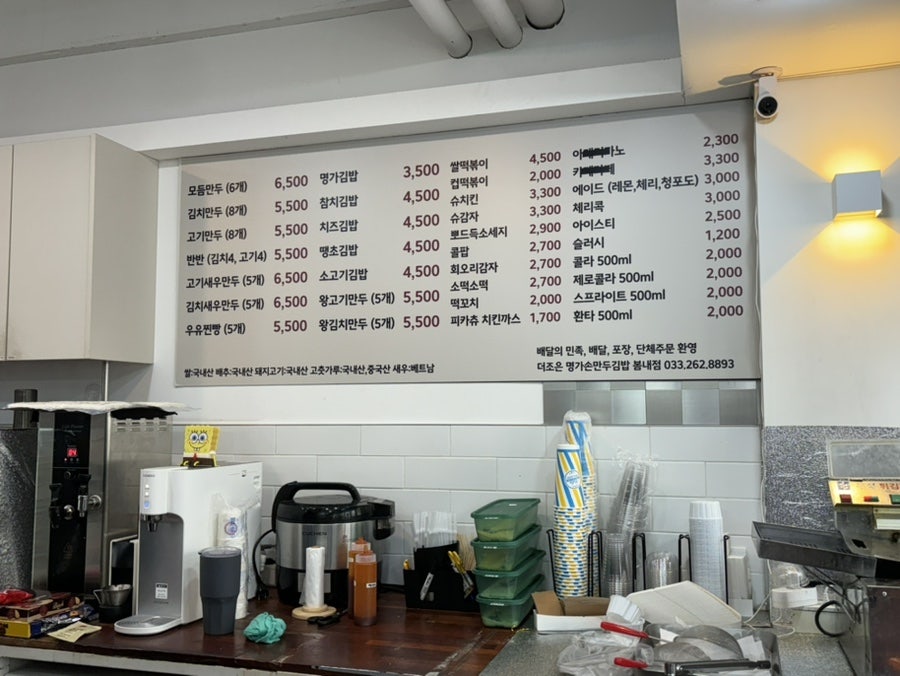 모듬만두 (6개) 6,500
김치만두 (8개) 5,500
고기만두 (8개) 5,500
반반 (김치4, 고기4) 5,500
고기새우만두 (5개) 6,500
김치새우만두 (5개) 6,500
우유찐빵 (5개) 5,500
명가김밥 3,500
참치김밥 4,500
치즈김밥 4,500
땡초김밥 4,500
소고기김밥 4,500
왕고기만두 (5개) 5,500
왕김치만두 (5개) 5,500
쌀떡볶이 4,500
컵떡볶이 2,000
슈치킨 3,300
슈감자 3,300
뽀드득소세지 2,900
콜팝 2,700
회오리감자 2,700
소떡소떡 2,700
떡꼬치 2,000
피카츄 치킨까스 1,700
2,300
3,300
에이드 (레몬,체리,청포도) 3,000
체리콕 3,000
아이스티 2,500
슬러시 1,200
콜라 500ml 2,000
제로콜라 500ml 2,000
스프라이트 500ml 2,000
환타 500ml 2,000
배달의 민족, 배달, 포장, 단체주문 환영
쌀:국내산 배추:국내산 돼지고기:국내산 고춧가루:국내산,중국산 새우:베트남
더조은 명가손만두김밥 봄내점 033.262.8893
CUCHEN